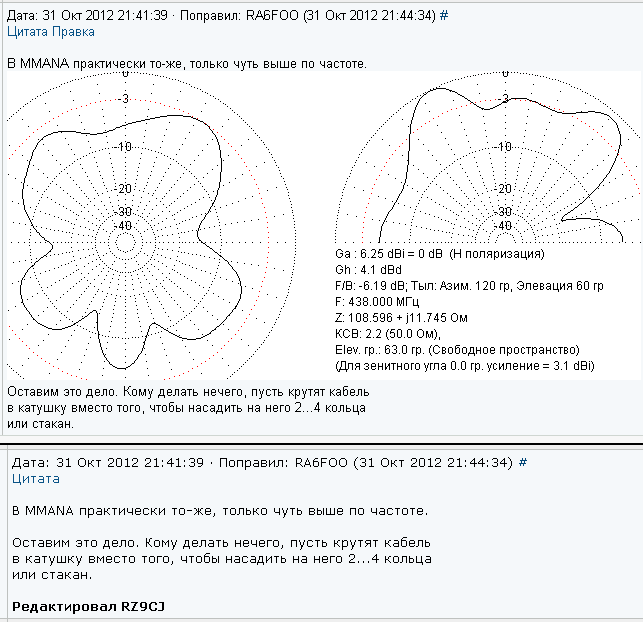 Дата: 31 Окт 2012 21:41:39 · Поправил: RA6FOO (31 Окт 2012 21:44:34) #
Цитата Правка
В MMANA практически то-же, только чуть выше по частоте.
0
-3
-10
-20
-30
-40
0
-3
-10
-20
-30
-40
Ga : 6.25 dBi = 0 dB (Н поляризация)
Gh : 4.1 dBd
F/B: -6.19 dB; Тыл: Азим. 120 гр, Элевация 60 гр
F: 438.000 МГц
Z: 108.596 + j11.745 Ом
КСВ: 2.2 (50.0 Ом),
Elev. гр.: 63.0 гр. (Свободное пространство)
(Для зенитного угла 0.0 гр. усиление = 3.1 dBi)
Оставим это дело. Кому делать нечего, пусть крутят кабель
в катушку вместо того, чтобы насадить на него 2...4 кольца
или стакан.
Дата: 31 Окт 2012 21:41:39 · Поправил: RA6FOO (31 Окт 2012 21:44:34) #
Цитата
В MMANA практически то-же, только чуть выше по частоте.
Оставим это дело. Кому делать нечего, пусть крутят кабель
в катушку вместо того, чтобы насадить на него 2...4 кольца
или стакан.
Редактировал RZ9CJ